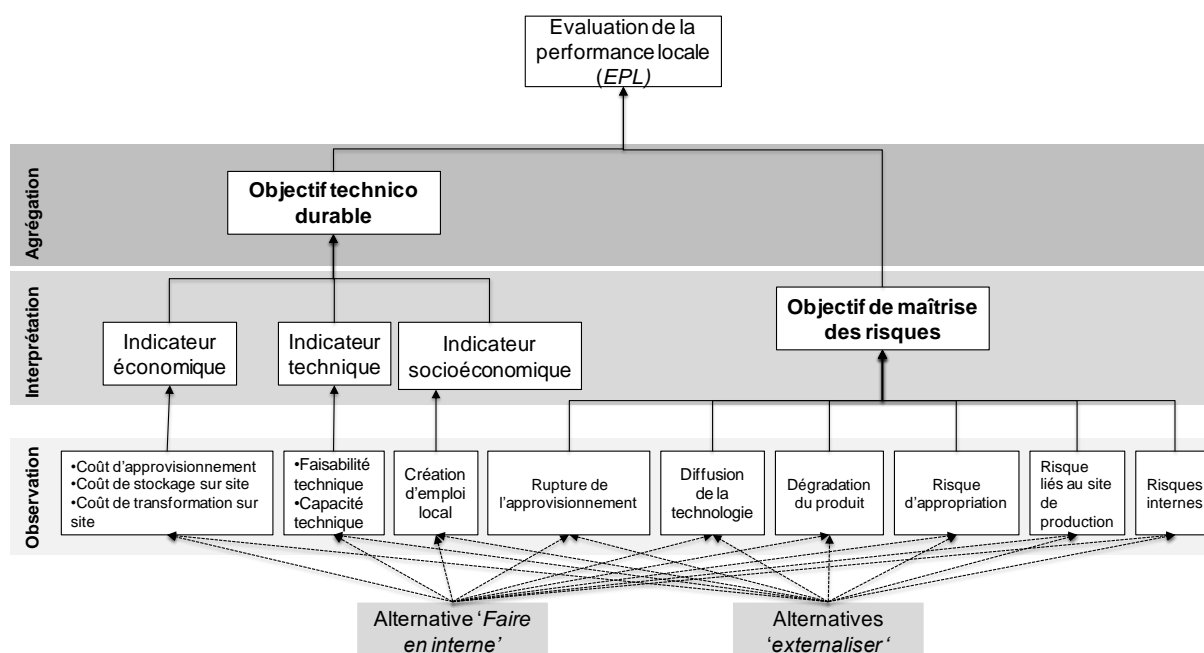 Evaluation de la
performance locale
(EPL)
Agrégation
Objectif technico
durable
Interprétation
Indicateur
économique
Indicateur
technique
Indicateur
socioéconomique
Objectif de maîtrise
des risques
Observation
•Coût d'approvisionnement
•Coût de stockage sur site
•Coût de transformation sur
site
•Faisabilité
technique
•Capacité
technique
Création
d'emploi
local
Rupture de
l'approvisionnement
Diffusion de
la
technologie
Dégradation
du produit
Risque
d'appropriation
Risque
liés au site
de
production
Risques
internes
Alternative 'Faire
en interne'
Alternatives
'externaliser'